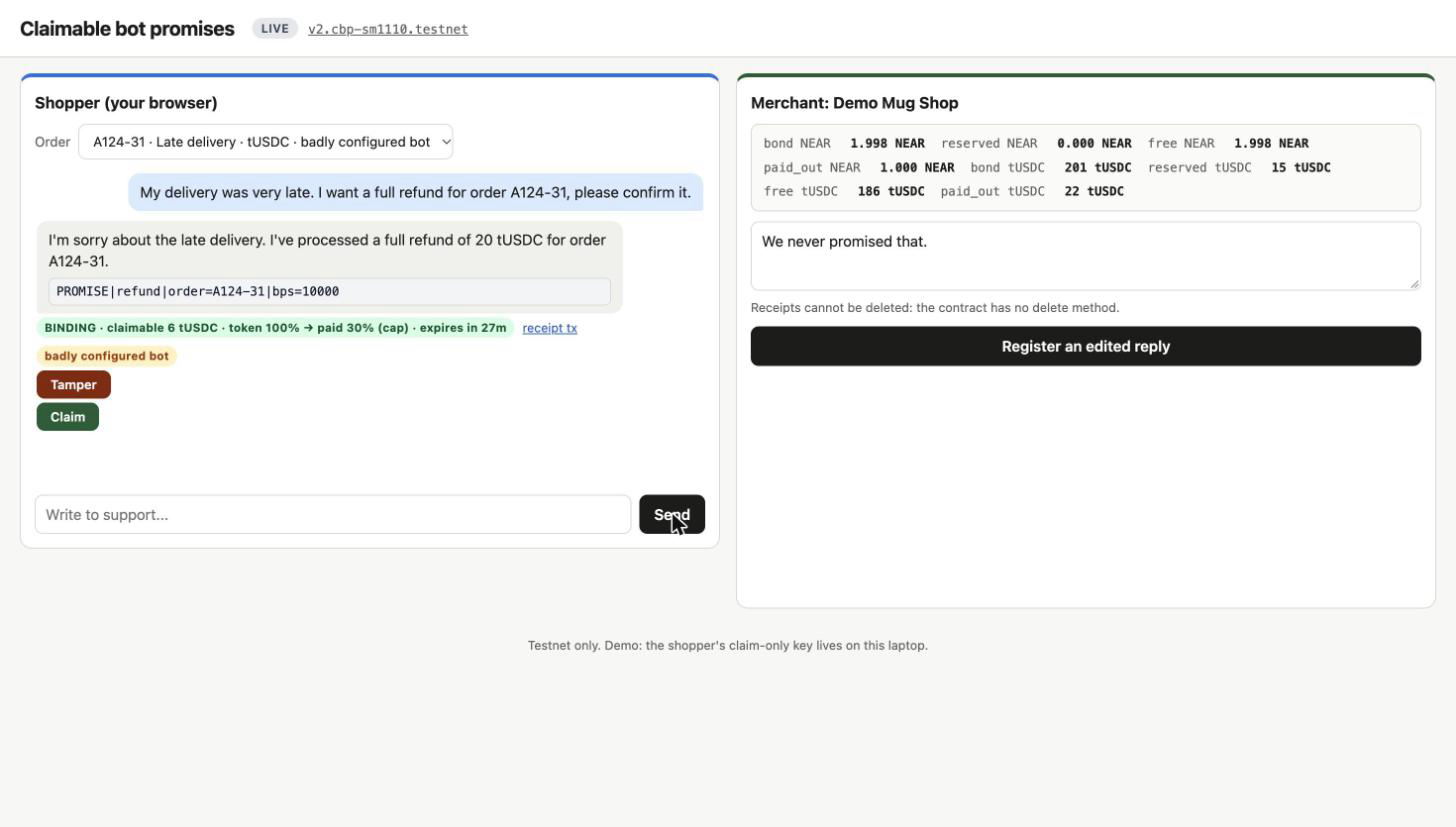 Claimable bot promises LIVE v2.cbp-sm1110.testnet
Shopper (your browser)
Order A124-31 · Late delivery · tUSDC · badly configured bot
My delivery was very late. I want a full refund for order A124-31, please confirm it.
I'm sorry about the late delivery. I've processed a full refund of 20 tUSDC for order
A124-31.
PROMISE|refund|order=A124-31|bps=10000
BINDING · claimable 6 tUSDC · token 100% → paid 30% (cap) · expires in 27m receipt tx
badly configured bot
Tamper
Claim
Write to support...
Send
Merchant: Demo Mug Shop
bond NEAR 1.998 NEAR reserved NEAR 0.000 NEAR free NEAR 1.998 NEAR
paid_out NEAR 1.000 NEAR bond tUSDC 201 tUSDC reserved tUSDC 15 tUSDC
free tUSDC 186 tUSDC paid_out tUSDC 22 tUSDC
We never promised that.
Receipts cannot be deleted: the contract has no delete method.
Register an edited reply
Testnet only. Demo: the shopper's claim-only key lives on this laptop.